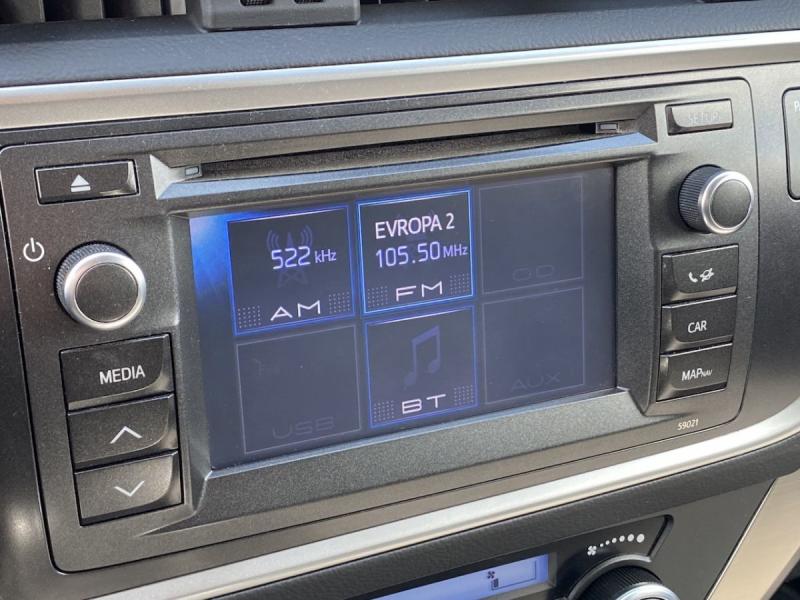 SETUP
522 kHz
AM
EVROPA 2
105.50 MHz
FM
CD
MEDIA
USB
BT
AUX
CAR
MAP NAV
59021